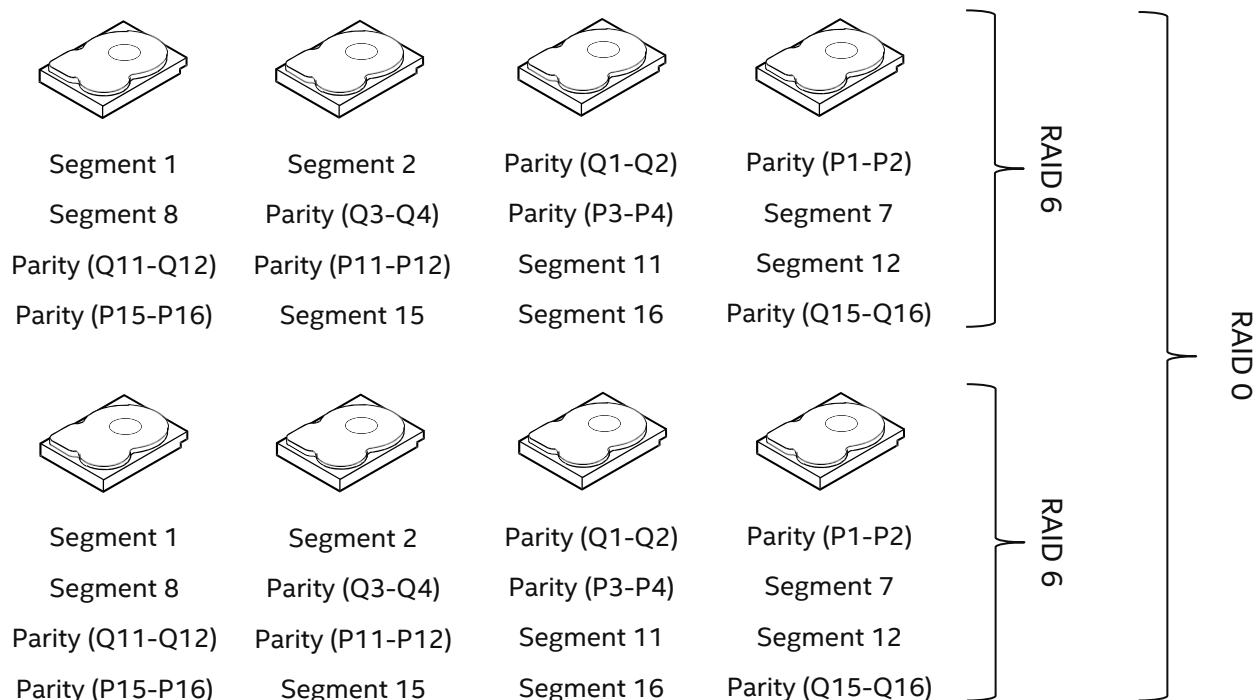 Segment 1 Segment 2 Parity (Q1-Q2) Parity (P1-P2)
Segment 8 Parity (Q3-Q4) Parity (P3-P4) Segment 7
Parity (Q11-Q12) Parity (P11-P12) Segment 11 Segment 12
Parity (P15-P16) Segment 15 Segment 16 Parity (Q15-Q16)
RAID 6
Segment 1 Segment 2 Parity (Q1-Q2) Parity (P1-P2)
Segment 8 Parity (Q3-Q4) Parity (P3-P4) Segment 7
Parity (Q11-Q12) Parity (P11-P12) Segment 11 Segment 12
Parity (P15-P16) Segment 15 Segment 16 Parity (Q15-Q16)
RAID 6
RAID 0